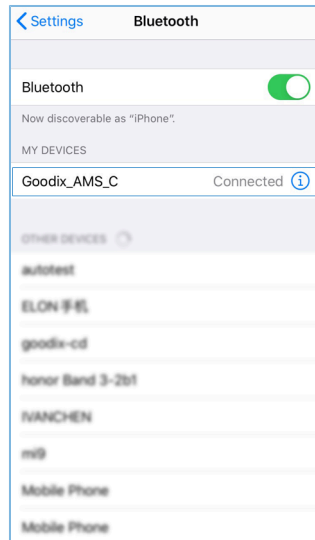 Settings
Bluetooth
Bluetooth
Now discoverable as “iPhone”.
MY DEVICES
Goodix_AMS_C Connected
OTHER DEVICES
autotest
ELON手机
goodix-cd
honor Band 3-2b1
IVANCHEN
mi9
Mobile Phone
Mobile Phone